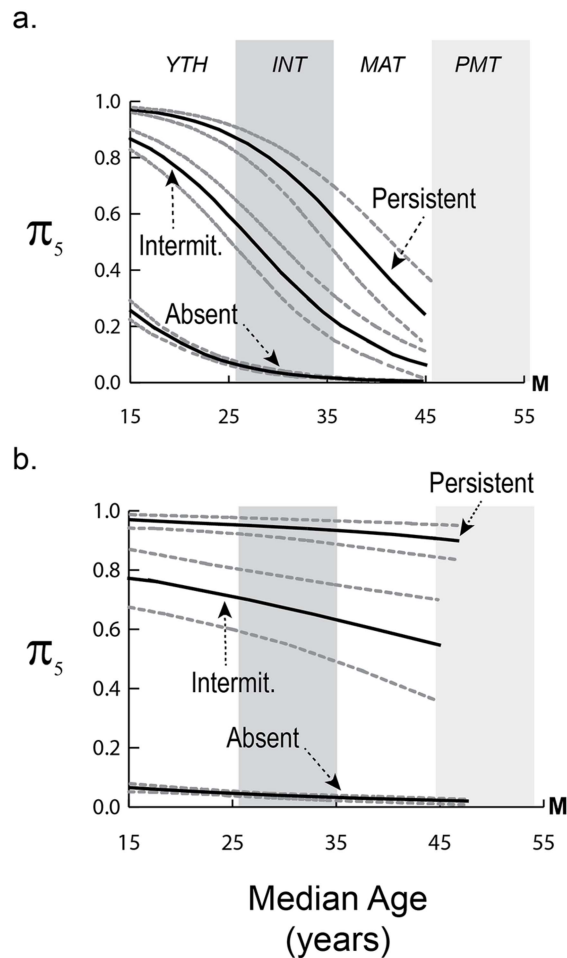 a.
YTH INT MAT PMT
1.0
0.8
0.6
0.4
0.2
0.0
π5
Persistent
Intermit.
Absent
15 25 35 45 55
M
b.
Persistent
1.0
0.8
0.6
0.4
0.2
0.0
π5
Intermit.
Absent
15 25 35 45 55
M
Median Age
(years)